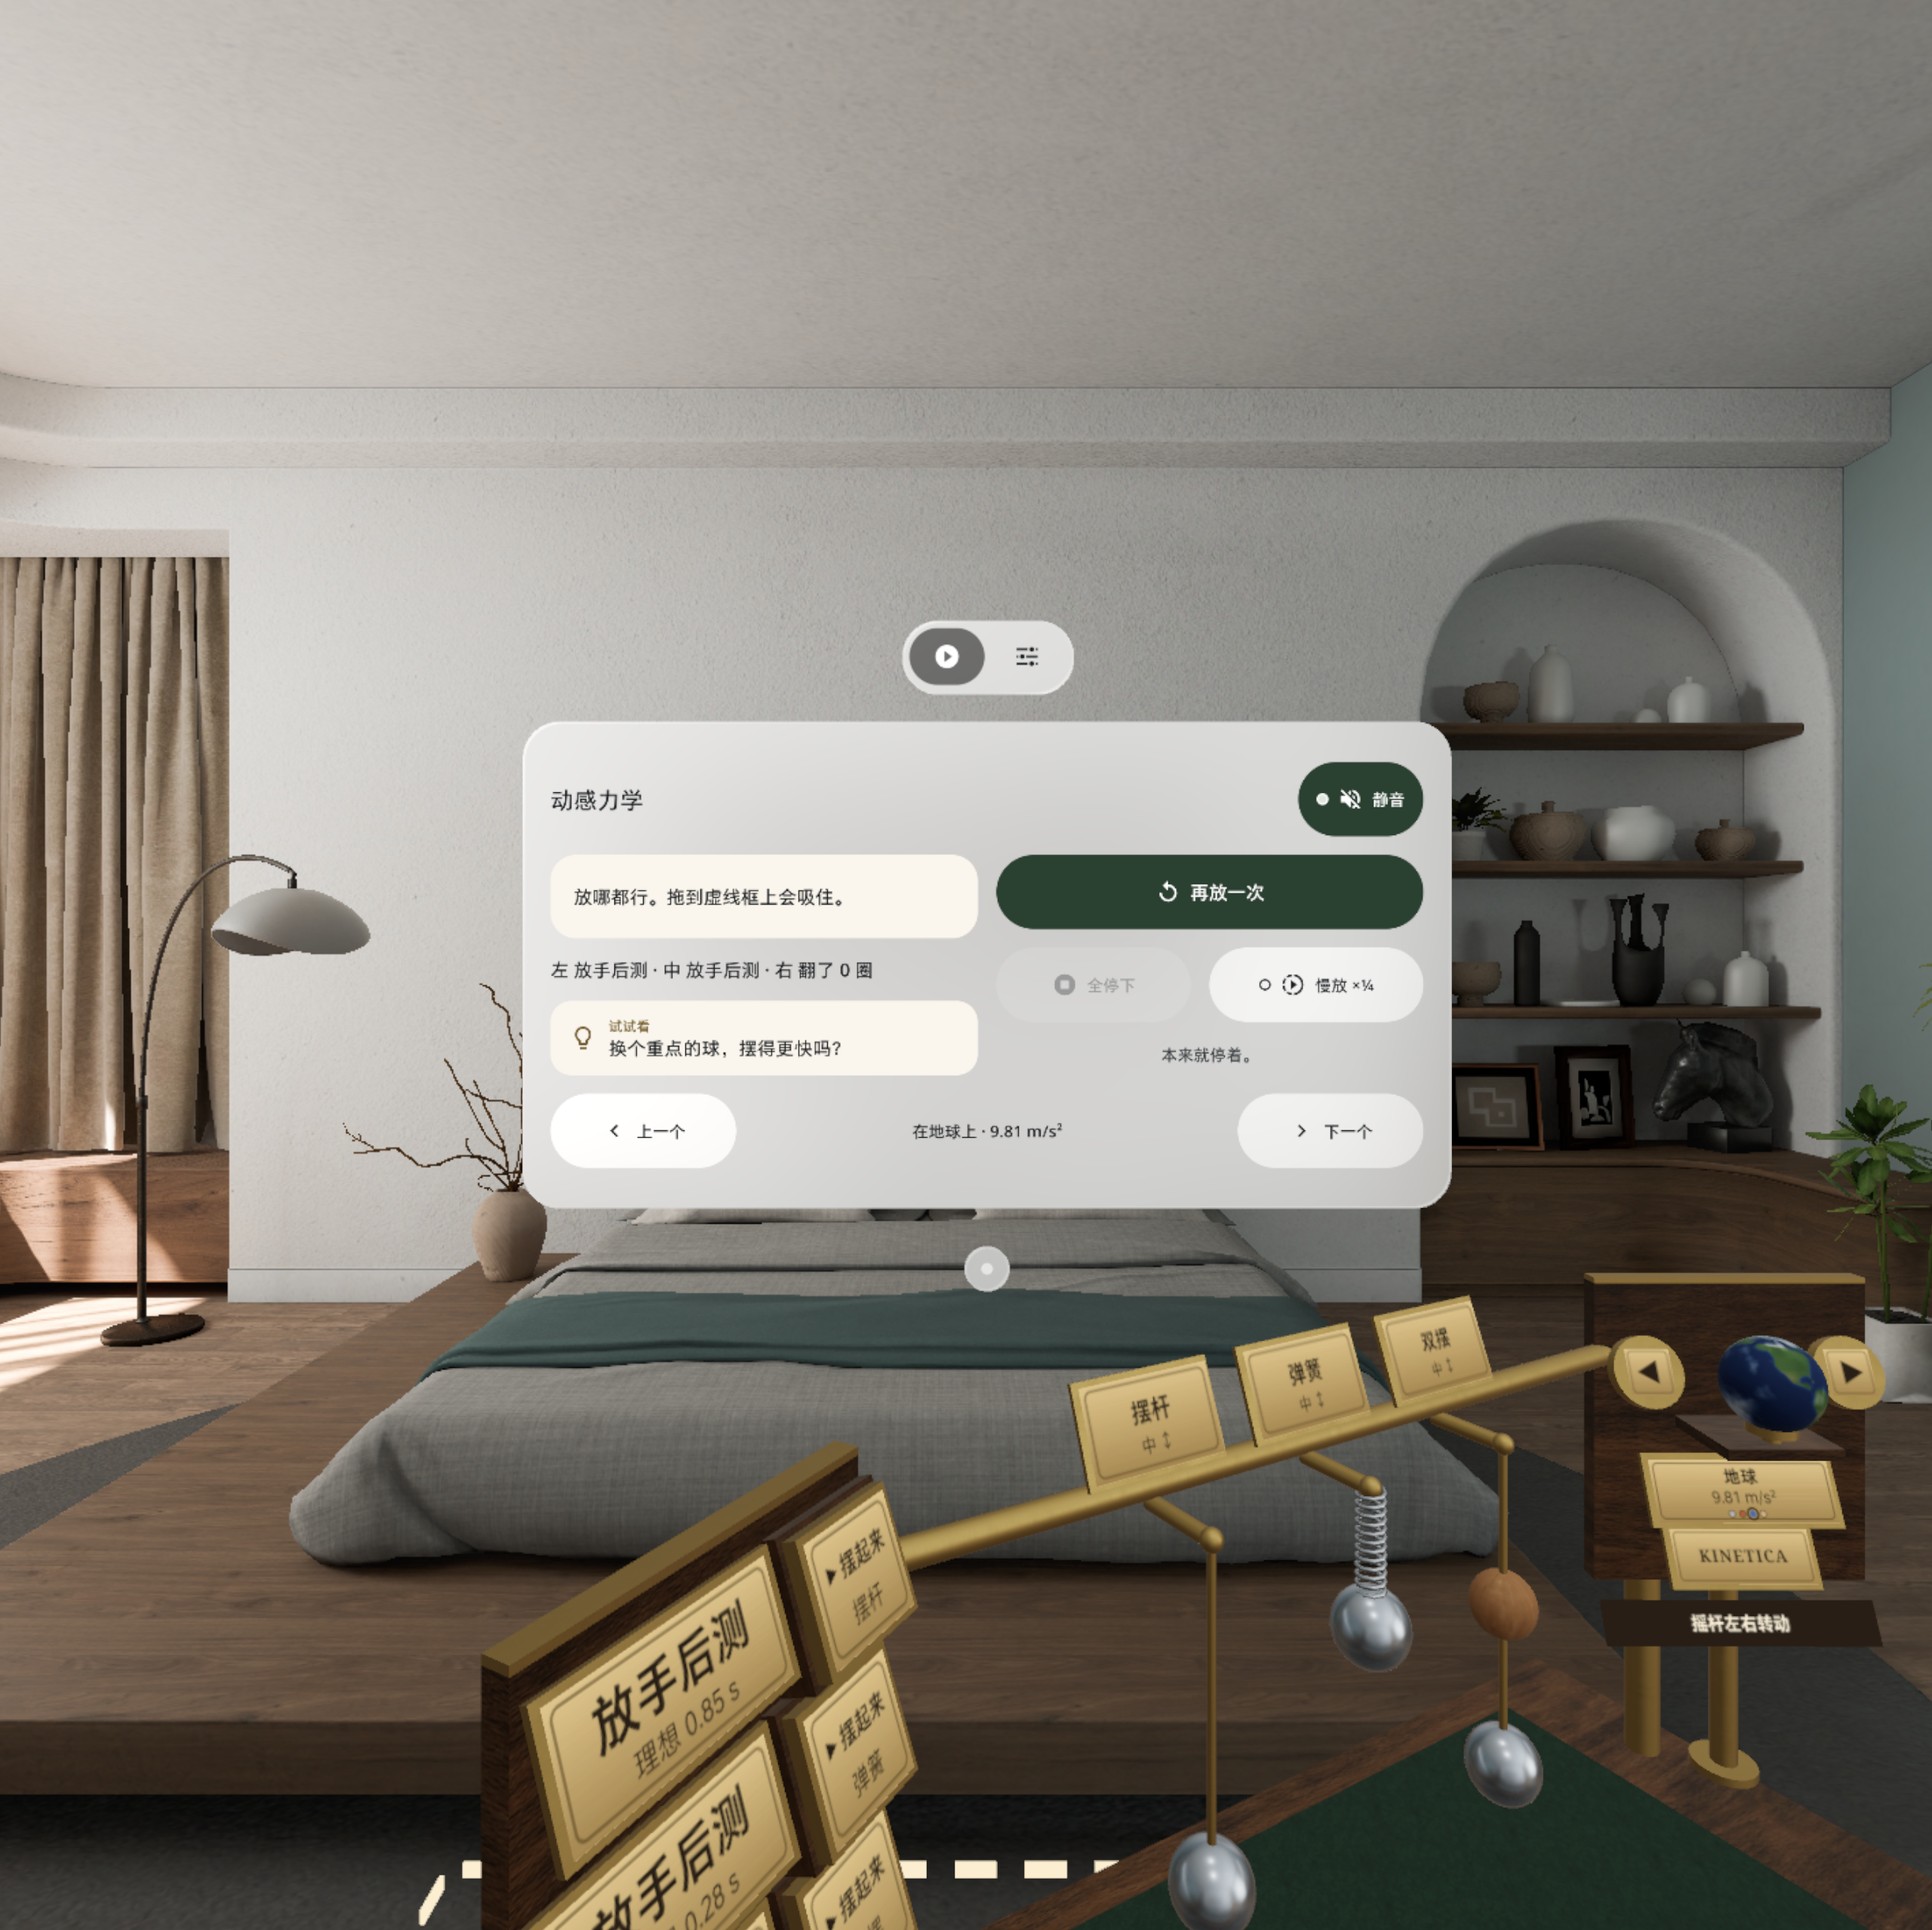 动感力学
静音
放哪都行。拖到虚线框上会吸住。
再放一次
左 放手后测 · 中 放手后测 · 右 翻了 0 圈
全停下
慢放 ×¼
试试看
换个重点的球，摆得更快吗？
本来就停着。
上一个
在地球上 · 9.81 m/s²
下一个
双摆
中 ↕
弹簧
中 ↕
摆杆
中 ↕
◀
▶
地球
9.81 m/s²
KINETICA
摇杆左右转动
放手后测
理想 0.85 s
▶ 摆起来
摆杆
放手后测
0.28 s
▶ 摆起来
弹簧
▶ 摆起来